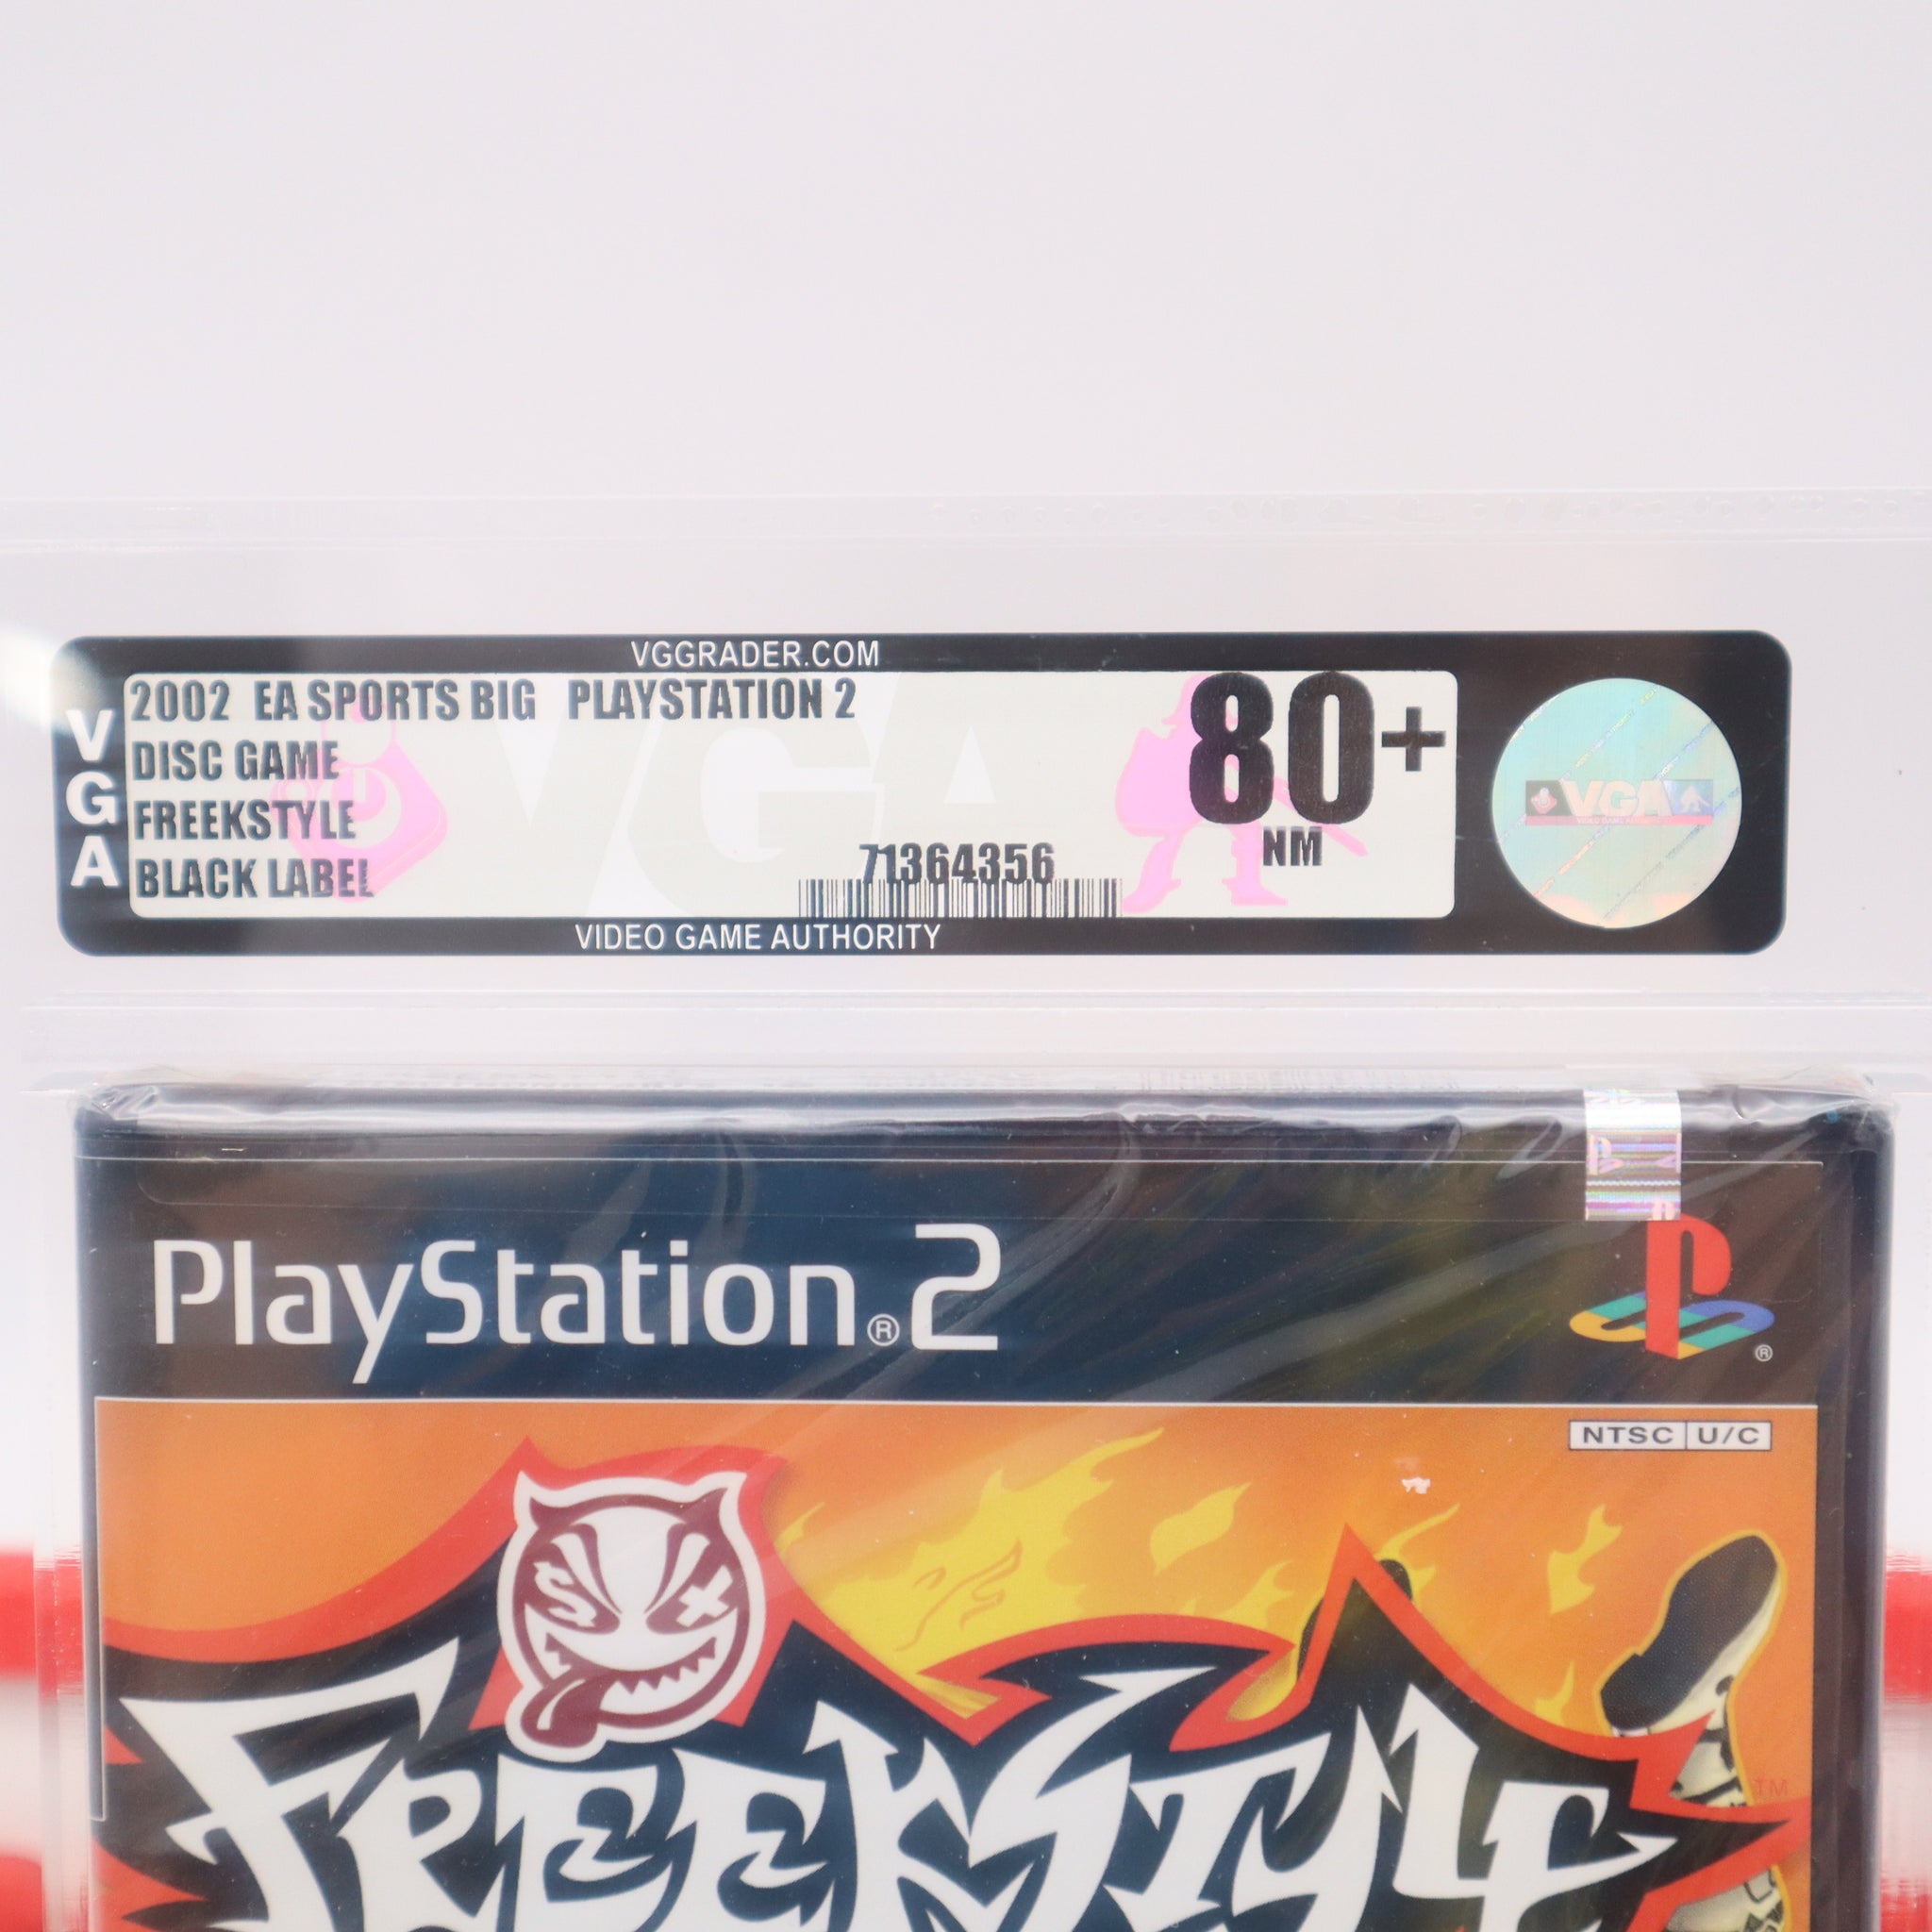 VGGRADER.COM
VGA
2002 EA SPORTS BIG PLAYSTATION 2
DISC GAME
FREEKSTYLE
BLACK LABEL
80+
NM
71364356
VIDEO GAME AUTHORITY
VGA
PlayStation®2
®
NTSC U/C
FREEKSTYLE
TM